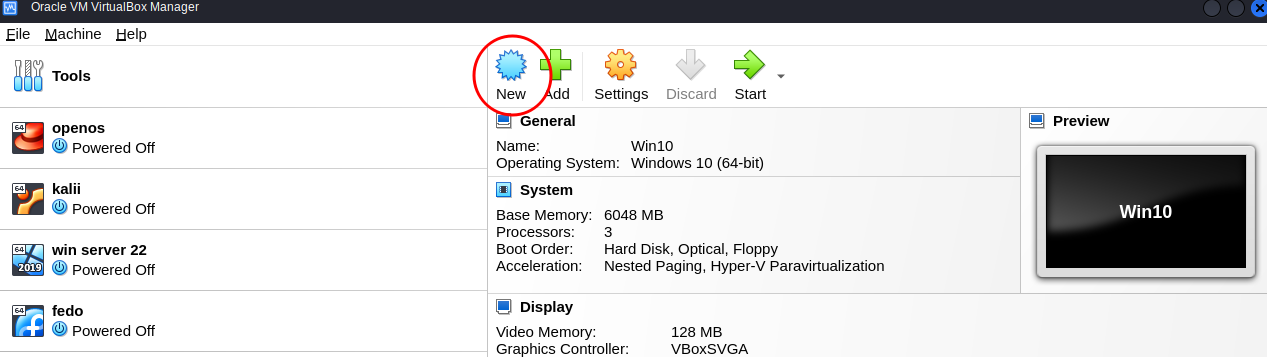 Oracle VM VirtualBox Manager
File Machine Help
Tools
New Add Settings Discard Start
64
openos
Powered Off
64
kalii
Powered Off
64
2019
win server 22
Powered Off
64
fedo
Powered Off
General
Name: Win10
Operating System: Windows 10 (64-bit)
System
Base Memory: 6048 MB
Processors: 3
Boot Order: Hard Disk, Optical, Floppy
Acceleration: Nested Paging, Hyper-V Paravirtualization
Display
Video Memory: 128 MB
Graphics Controller: VBoxSVGA
Preview
Win10